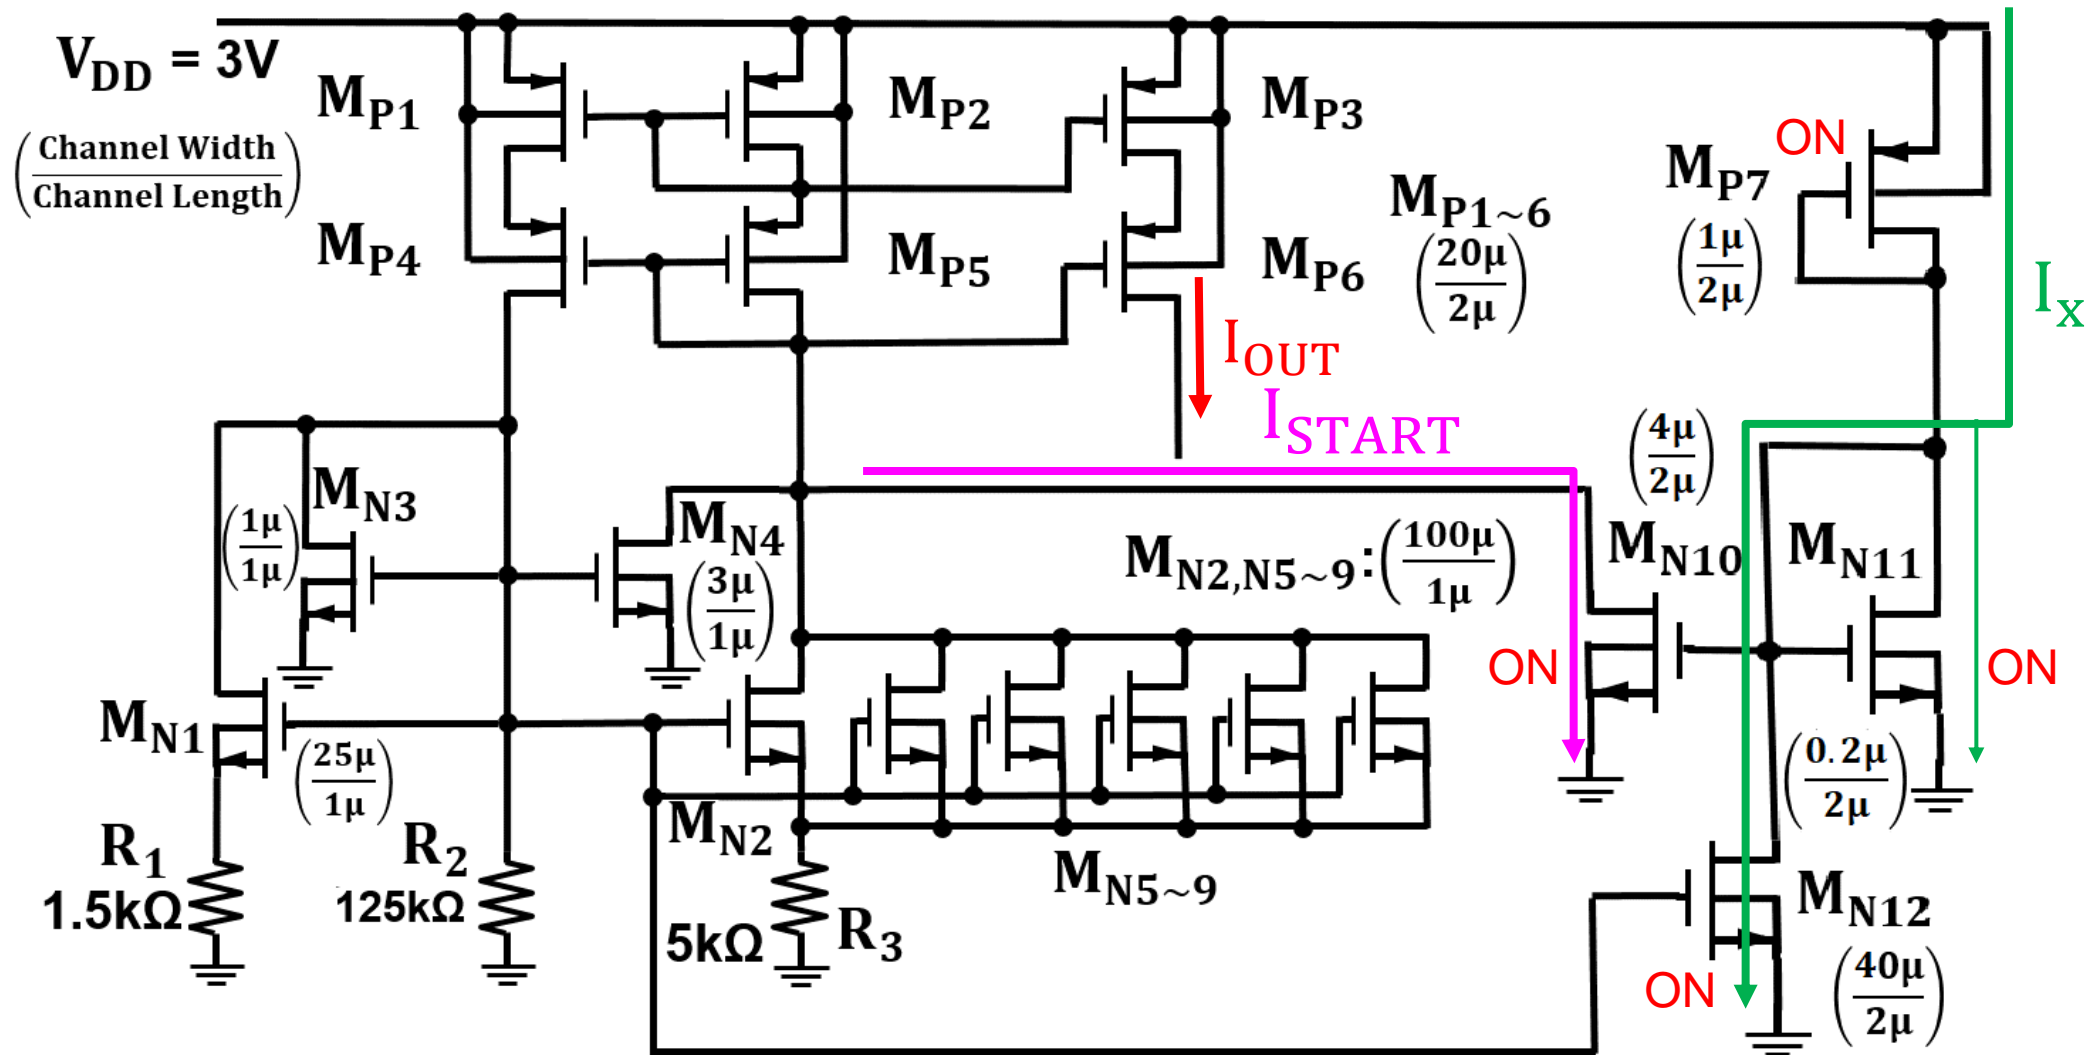 V_DD = 3V
(Channel Width / Channel Length)
M_P1
M_P2
M_P3
M_P4
M_P5
M_P6
M_P1~6
(20μ / 2μ)
M_P7
(1μ / 2μ)
ON
I_X
I_OUT
I_START
M_N3
(1μ / 1μ)
M_N4
(3μ / 1μ)
M_N2,N5~9:(100μ / 1μ)
(4μ / 2μ)
M_N10
M_N11
ON
ON
(0.2μ / 2μ)
M_N1
(25μ / 1μ)
M_N2
M_N5~9
R_1
1.5kΩ
R_2
125kΩ
R_3
5kΩ
M_N12
(40μ / 2μ)
ON